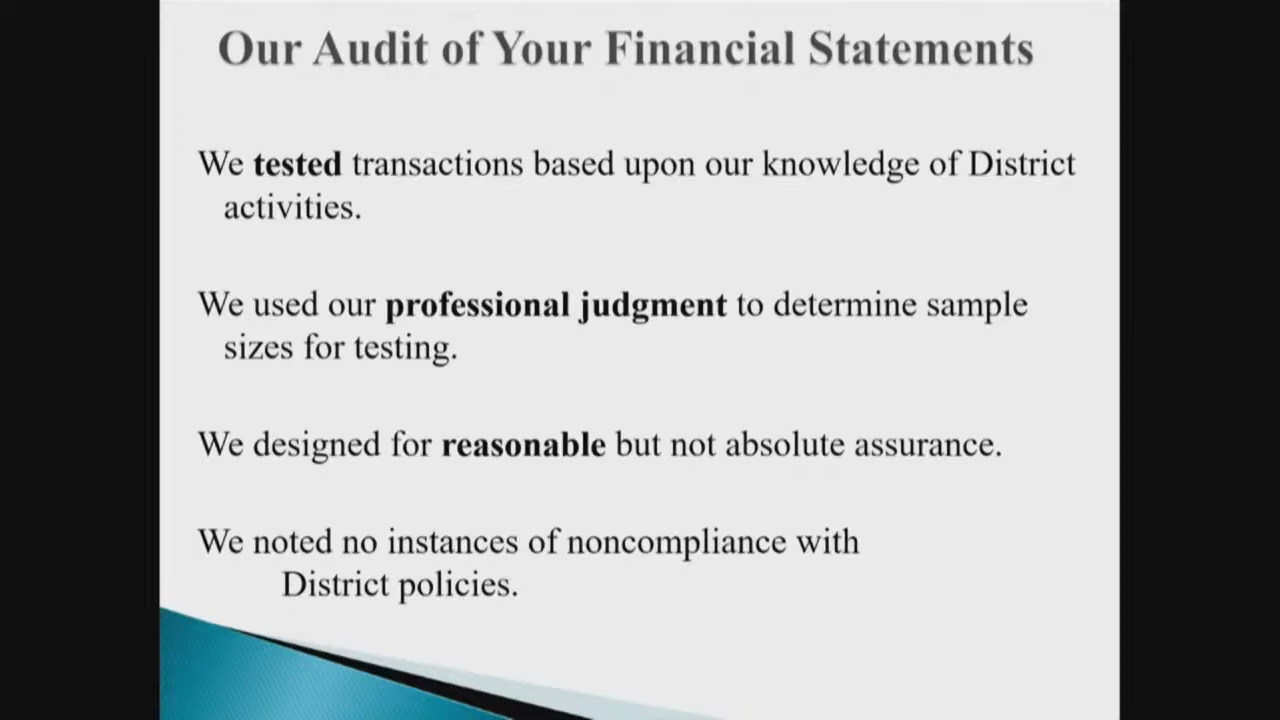 Our Audit of Your Financial Statements
We tested transactions based upon our knowledge of District
activities.
We used our professional judgment to determine sample
sizes for testing.
We designed for reasonable but not absolute assurance.
We noted no instances of noncompliance with
District policies.